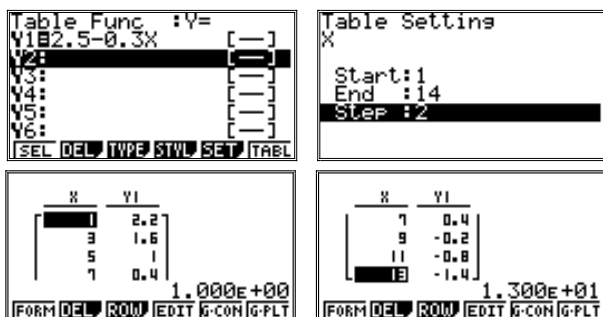 Table Func :Y=
Y1=2.5-0.3X [—]
Y2: [—]
Y3: [—]
Y4: [—]
Y5: [—]
Y6: [—]
SEL DEL TYPE STYL SET TABL
Table Setting
X
Start:1
End :14
Step :2
X Y1
1 2.2
3 1.6
5 1
7 0.4
1.000E+00
FORM DEL ROW EDIT G·CON G·PLT
X Y1
7 0.4
9 -0.2
11 -0.8
13 -1.4
1.300E+01
FORM DEL ROW EDIT G·CON G·PLT